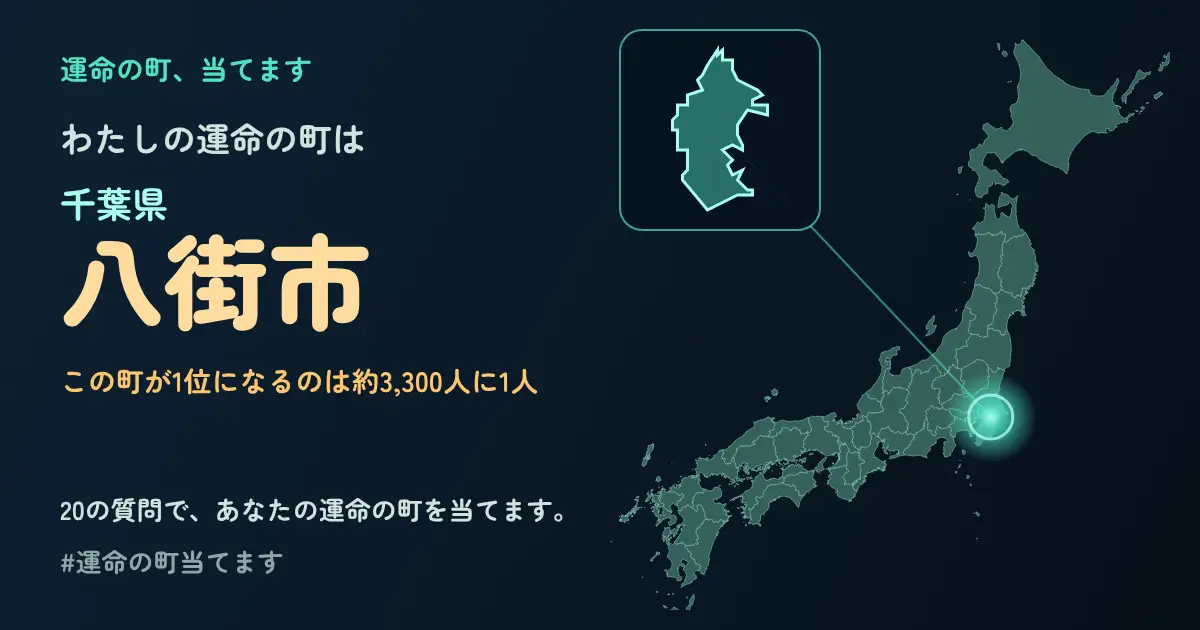 運命の町、当てます
わたしの運命の町は
千葉県
八街市
この町が1位になるのは約3,300人に1人
20の質問で、あなたの運命の町を当てます。
#運命の町当てます